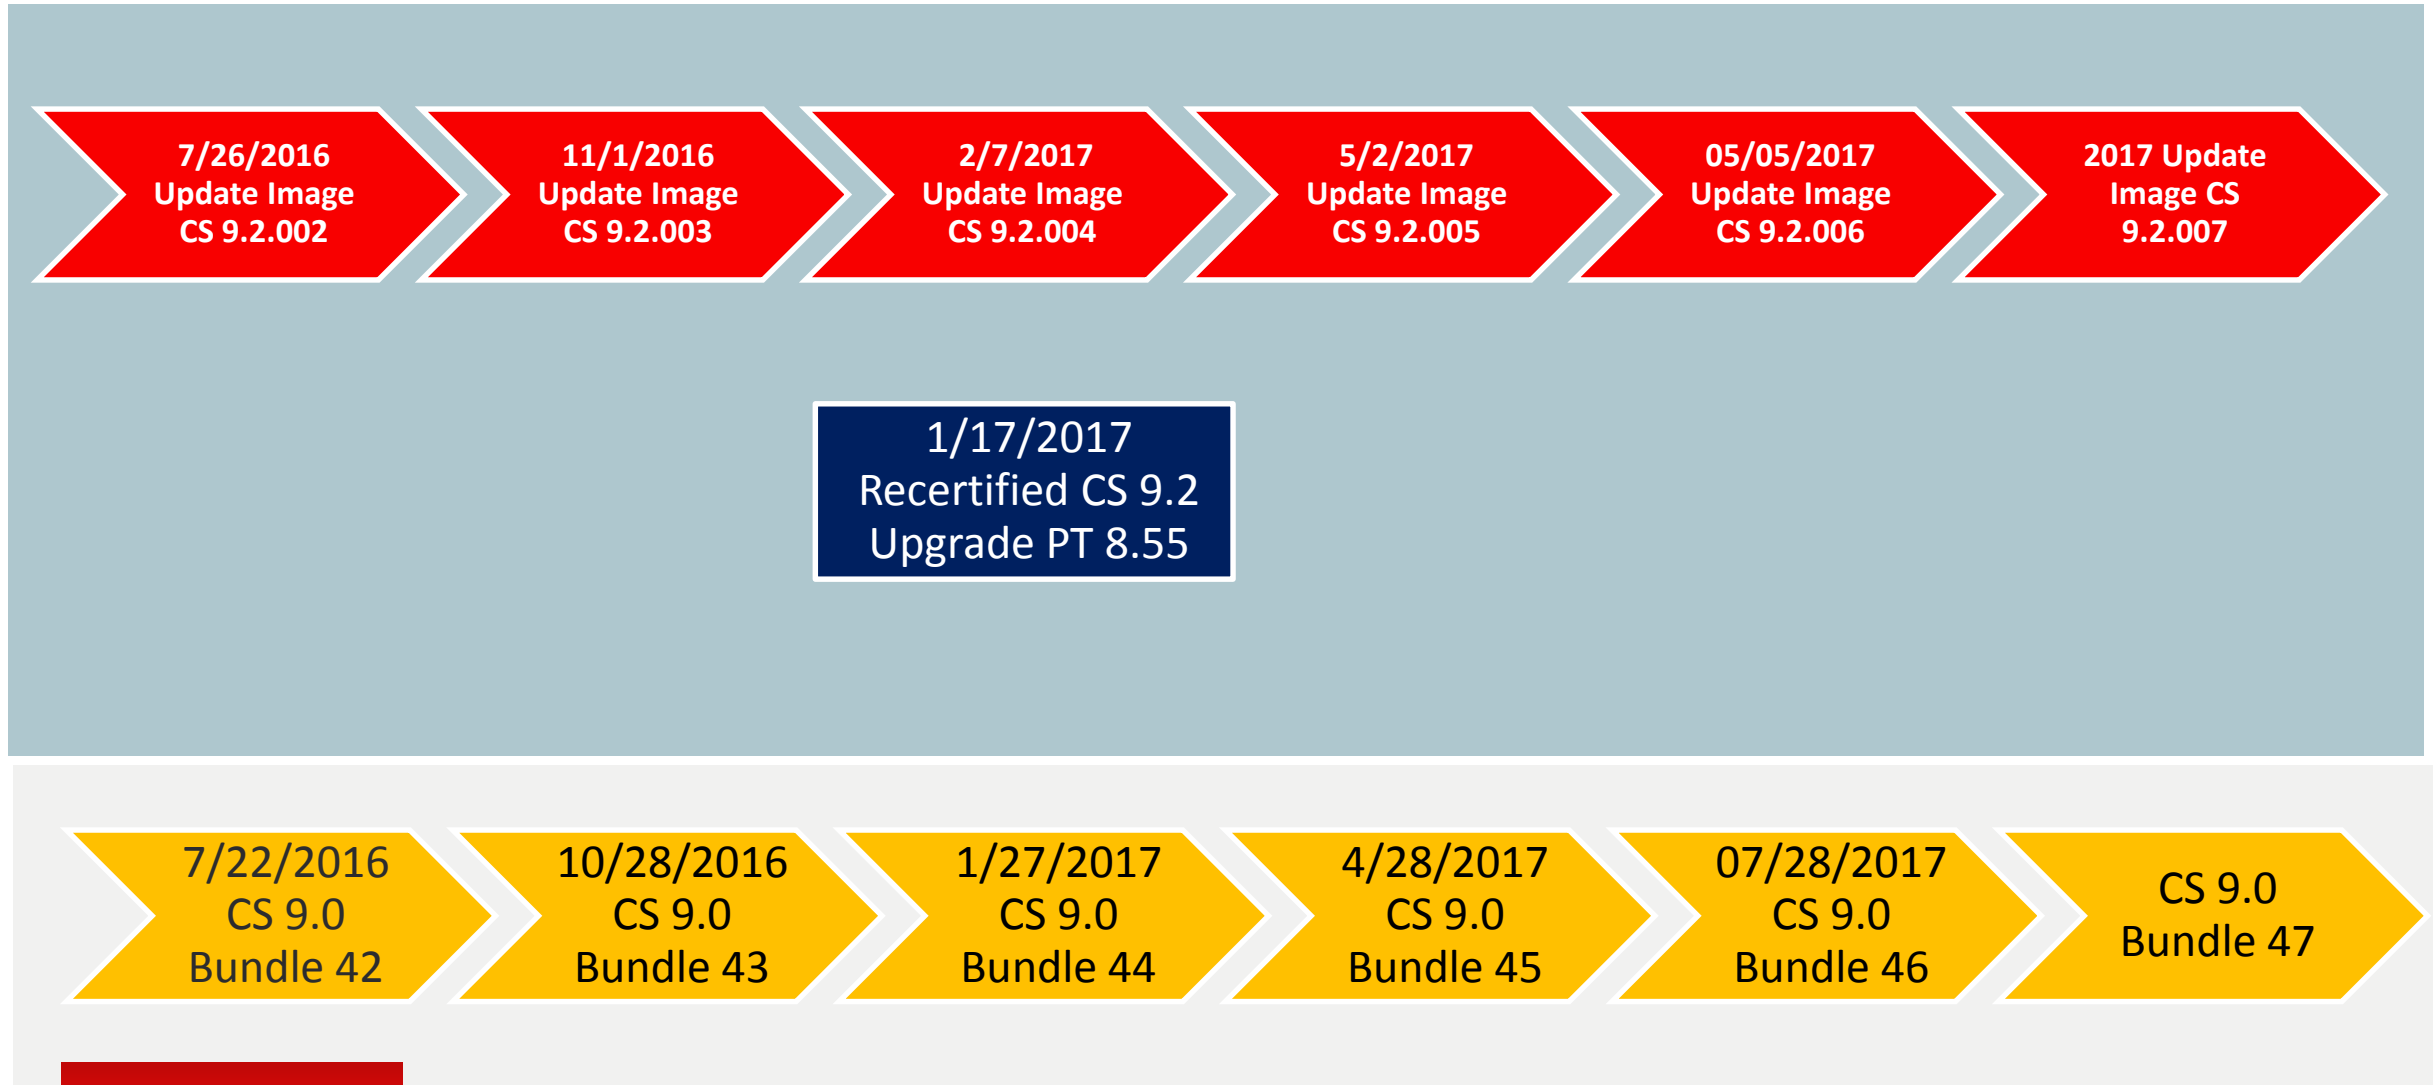 7/26/2016
Update Image
CS 9.2.002
11/1/2016
Update Image
CS 9.2.003
2/7/2017
Update Image
CS 9.2.004
5/2/2017
Update Image
CS 9.2.005
05/05/2017
Update Image
CS 9.2.006
2017 Update
Image CS
9.2.007
1/17/2017
Recertified CS 9.2
Upgrade PT 8.55
7/22/2016
CS 9.0
Bundle 42
10/28/2016
CS 9.0
Bundle 43
1/27/2017
CS 9.0
Bundle 44
4/28/2017
CS 9.0
Bundle 45
07/28/2017
CS 9.0
Bundle 46
CS 9.0
Bundle 47